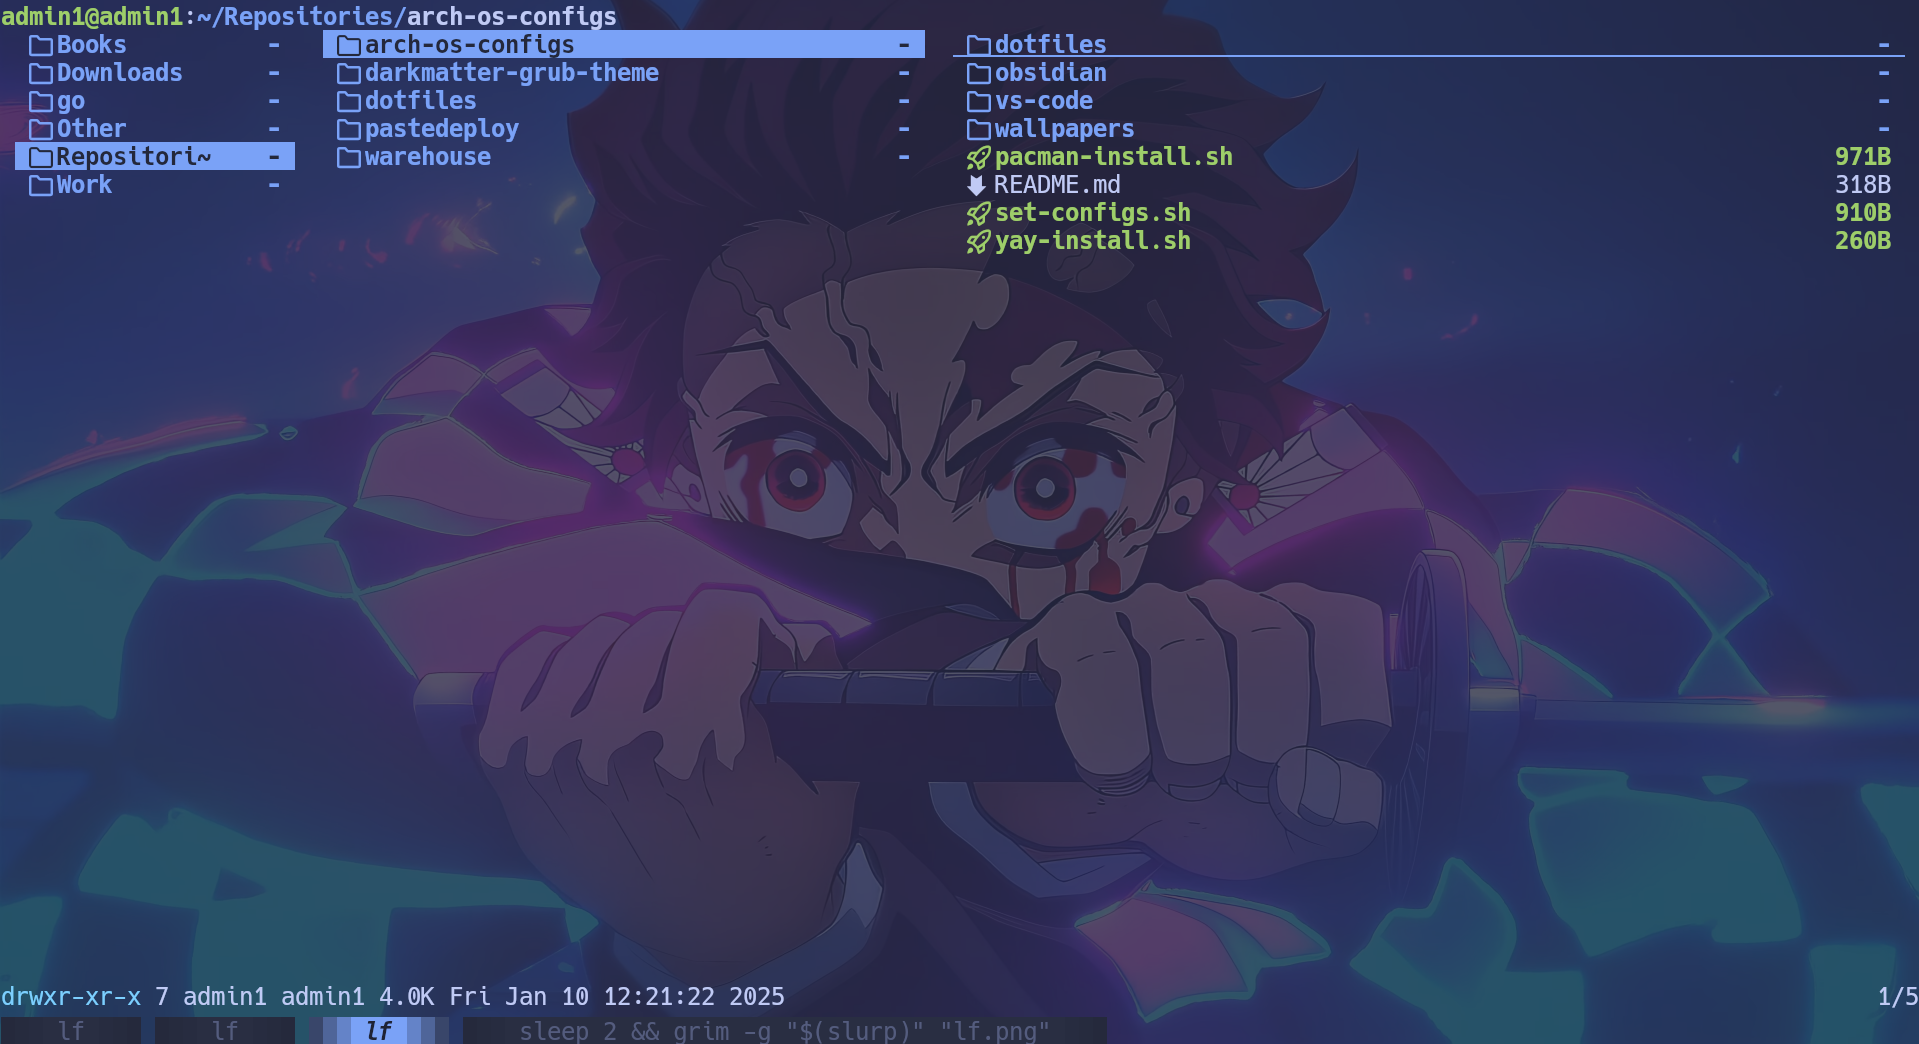 admin1@admin1:~/Repositories/arch-os-configs
Books -
Downloads -
go -
Other -
Repositori~ -
Work -
arch-os-configs -
darkmatter-grub-theme -
dotfiles -
pastedeploy -
warehouse -
dotfiles -
obsidian -
vs-code -
wallpapers -
pacman-install.sh 971B
README.md 318B
set-configs.sh 910B
yay-install.sh 260B
drwxr-xr-x 7 admin1 admin1 4.0K Fri Jan 10 12:21:22 2025 1/5
lf lf lf sleep 2 && grim -g "$(slurp)" "lf.png"